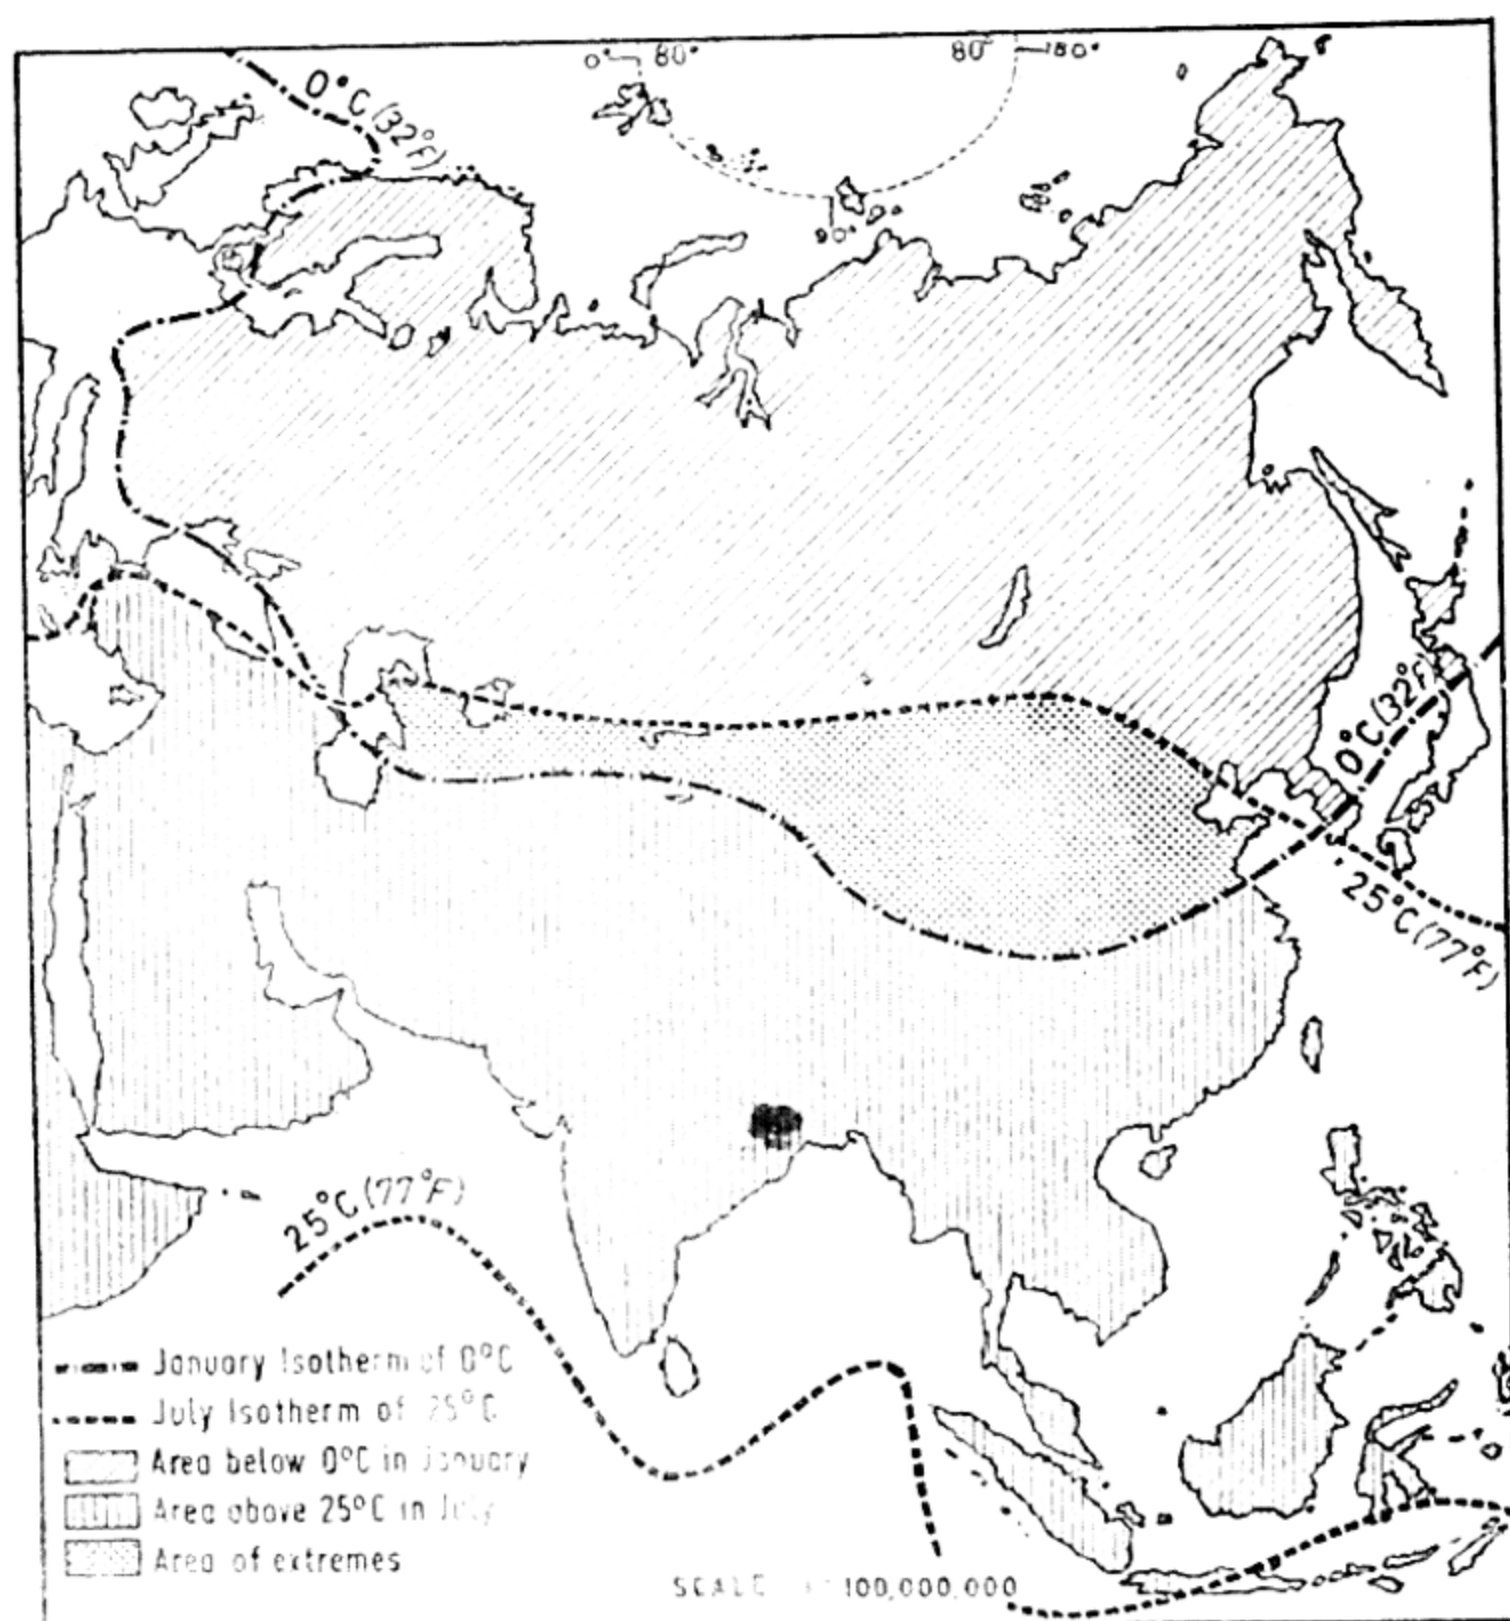 0° 80° 80° 180°
0°C (32°F)
90°
0°C (32°F)
25°C (77°F)
25°C (77°F)
January Isotherm of 0°C
July Isotherm of 25°C
Area below 0°C in January
Area above 25°C in July
Area of extremes
SCALE 100,000,000